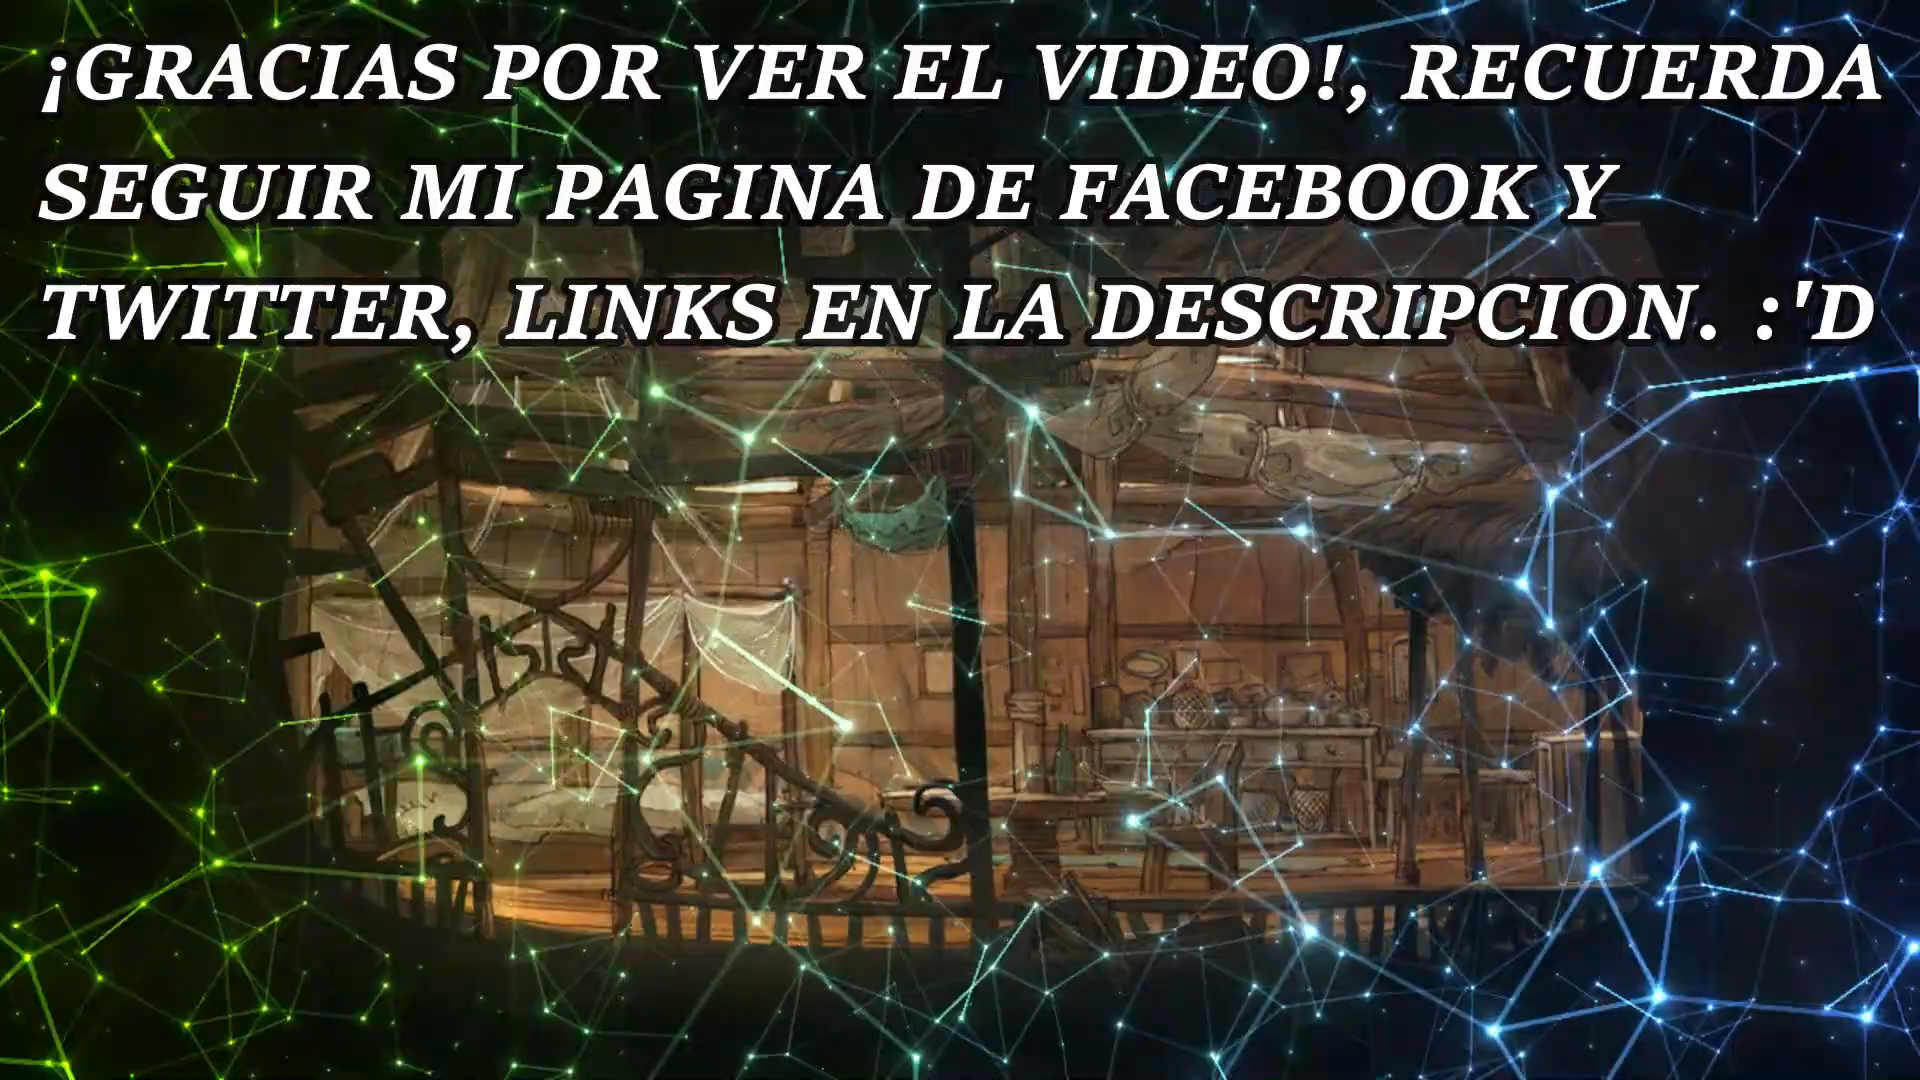 ¡GRACIAS POR VER EL VIDEO!, RECUERDA
SEGUIR MI PAGINA DE FACEBOOK Y
TWITTER, LINKS EN LA DESCRIPCION. :'D